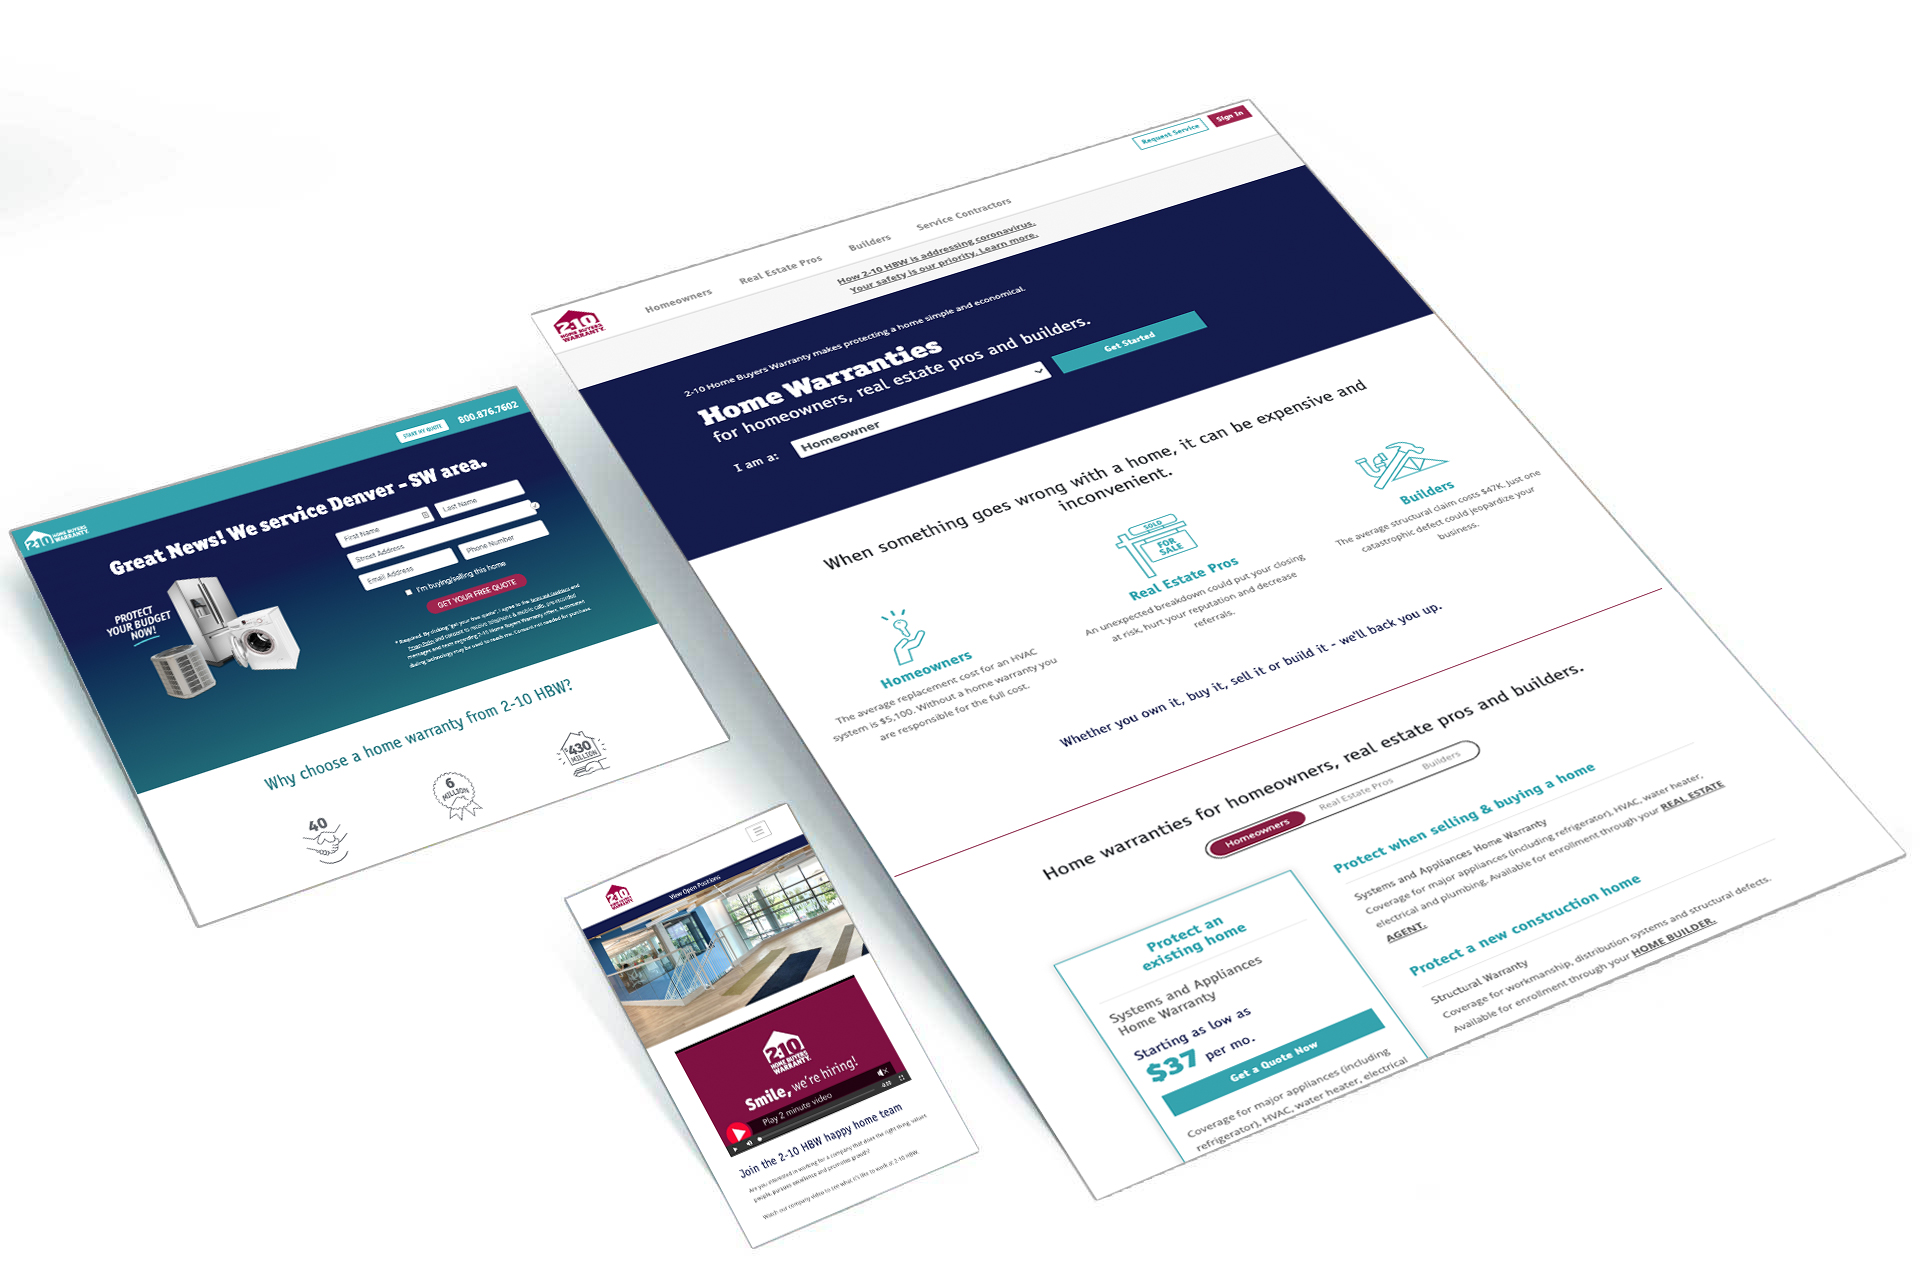 START MY QUOTE
800.876.7602
2-10
HOME BUYERS
WARRANTY.
Great News! We service Denver - SW area.
PROTECT
YOUR BUDGET
NOW!
First Name
Last Name
Street Address
Email Address
Phone Number
I'm buying/selling this home
GET YOUR FREE QUOTE
Why choose a home warranty from 2-10 HBW?
40
6
MILLION
$430
MILLION
Request Service
Sign In
2-10
HOME BUYERS
WARRANTY.
Homeowners
Real Estate Pros
Builders
Service Contractors
How 2-10 HBW is addressing coronavirus.
Your safety is our priority. Learn more.
2-10 Home Buyers Warranty makes protecting a home simple and economical.
Home Warranties
for homeowners, real estate pros and builders.
I am a:
Homeowner
Get Started
When something goes wrong with a home, it can be expensive and
inconvenient.
Homeowners
The average replacement cost for an HVAC
system is $5,100. Without a home warranty you
are responsible for the full cost.
SOLD
FOR
SALE
Real Estate Pros
An unexpected breakdown could put your closing
at risk, hurt your reputation and decrease
referrals.
Builders
The average structural claim costs $47K. Just one
catastrophic defect could jeopardize your
business.
Whether you own it, buy it, sell it or build it - we'll back you up.
Home warranties for homeowners, real estate pros and builders.
Homeowners
Real Estate Pros
Builders
Protect an
existing home
Systems and Appliances
Home Warranty
Starting as low as
$37 per mo.
Get a Quote Now
Coverage for major appliances (including
refrigerator), HVAC, water heater, electrical
Protect when selling & buying a home
Systems and Appliances Home Warranty
Coverage for major appliances (including refrigerator), HVAC, water heater,
electrical and plumbing. Available for enrollment through your REAL ESTATE
AGENT.
Protect a new construction home
Structural Warranty
Coverage for workmanship, distribution systems and structural defects.
Available for enrollment through your HOME BUILDER.
2-10
HOME BUYERS
WARRANTY.
View Open Positions
2-10
HOME BUYERS
WARRANTY.
Smile, we're hiring!
Play 2 minute video
Join the 2-10 HBW happy home team
Are you interested in working for a company that does the right thing, values
people, pursues excellence and promotes growth?
Watch our company video to see what it's like to work at 2-10 HBW.